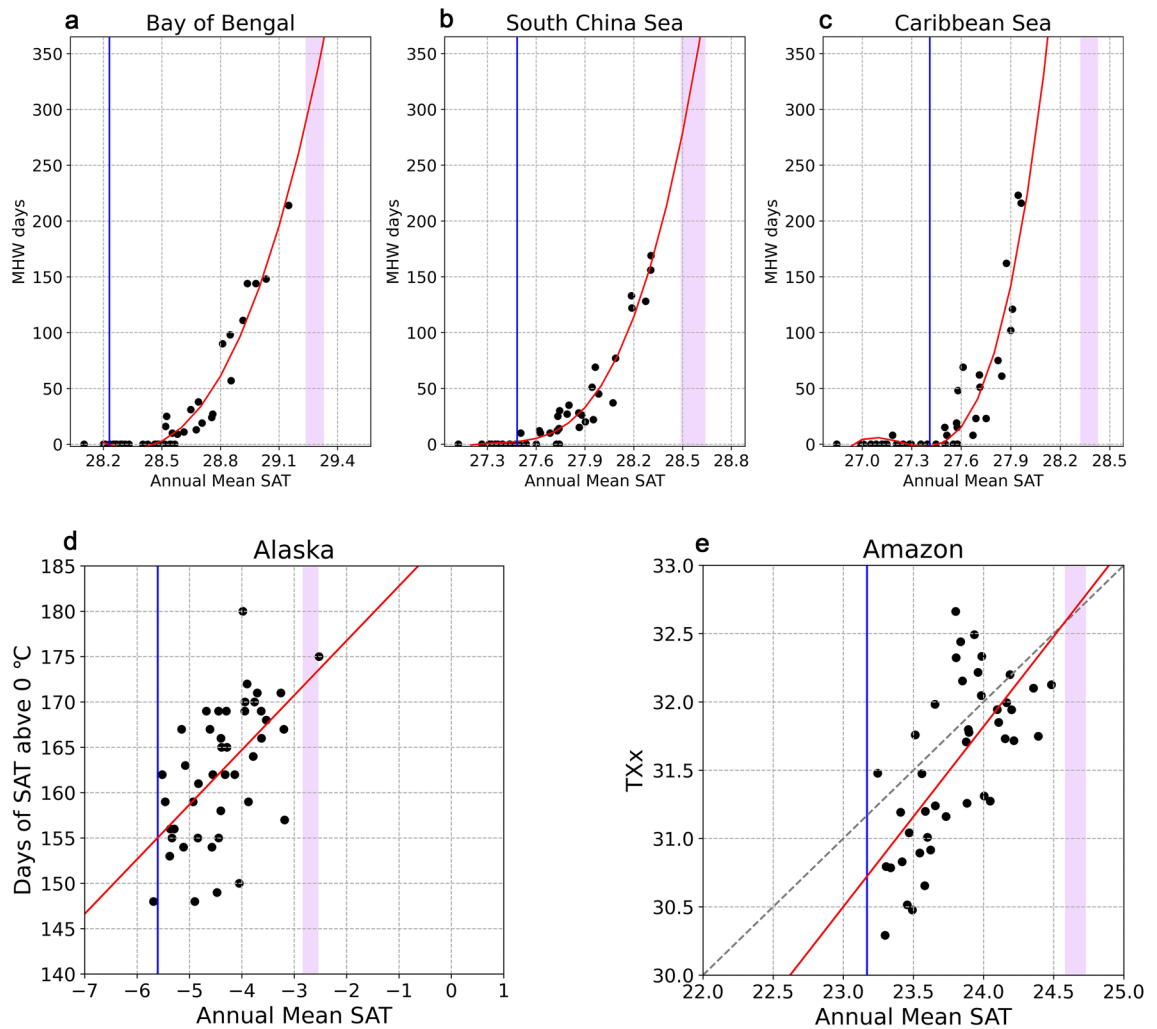 a Bay of Bengal
b South China Sea
c Caribbean Sea
350
300
250
200
150
100
50
0
MHW days
28.2 28.5 28.8 29.1 29.4
Annual Mean SAT
350
300
250
200
150
100
50
0
MHW days
27.3 27.6 27.9 28.2 28.5 28.8
Annual Mean SAT
350
300
250
200
150
100
50
0
MHW days
27.0 27.3 27.6 27.9 28.2 28.5
Annual Mean SAT
d Alaska
185
180
175
170
165
160
155
150
145
140
Days of SAT abve 0 ℃
−7 −6 −5 −4 −3 −2 −1 0 1
Annual Mean SAT
e Amazon
33.0
32.5
32.0
31.5
31.0
30.5
30.0
TXx
22.0 22.5 23.0 23.5 24.0 24.5 25.0
Annual Mean SAT